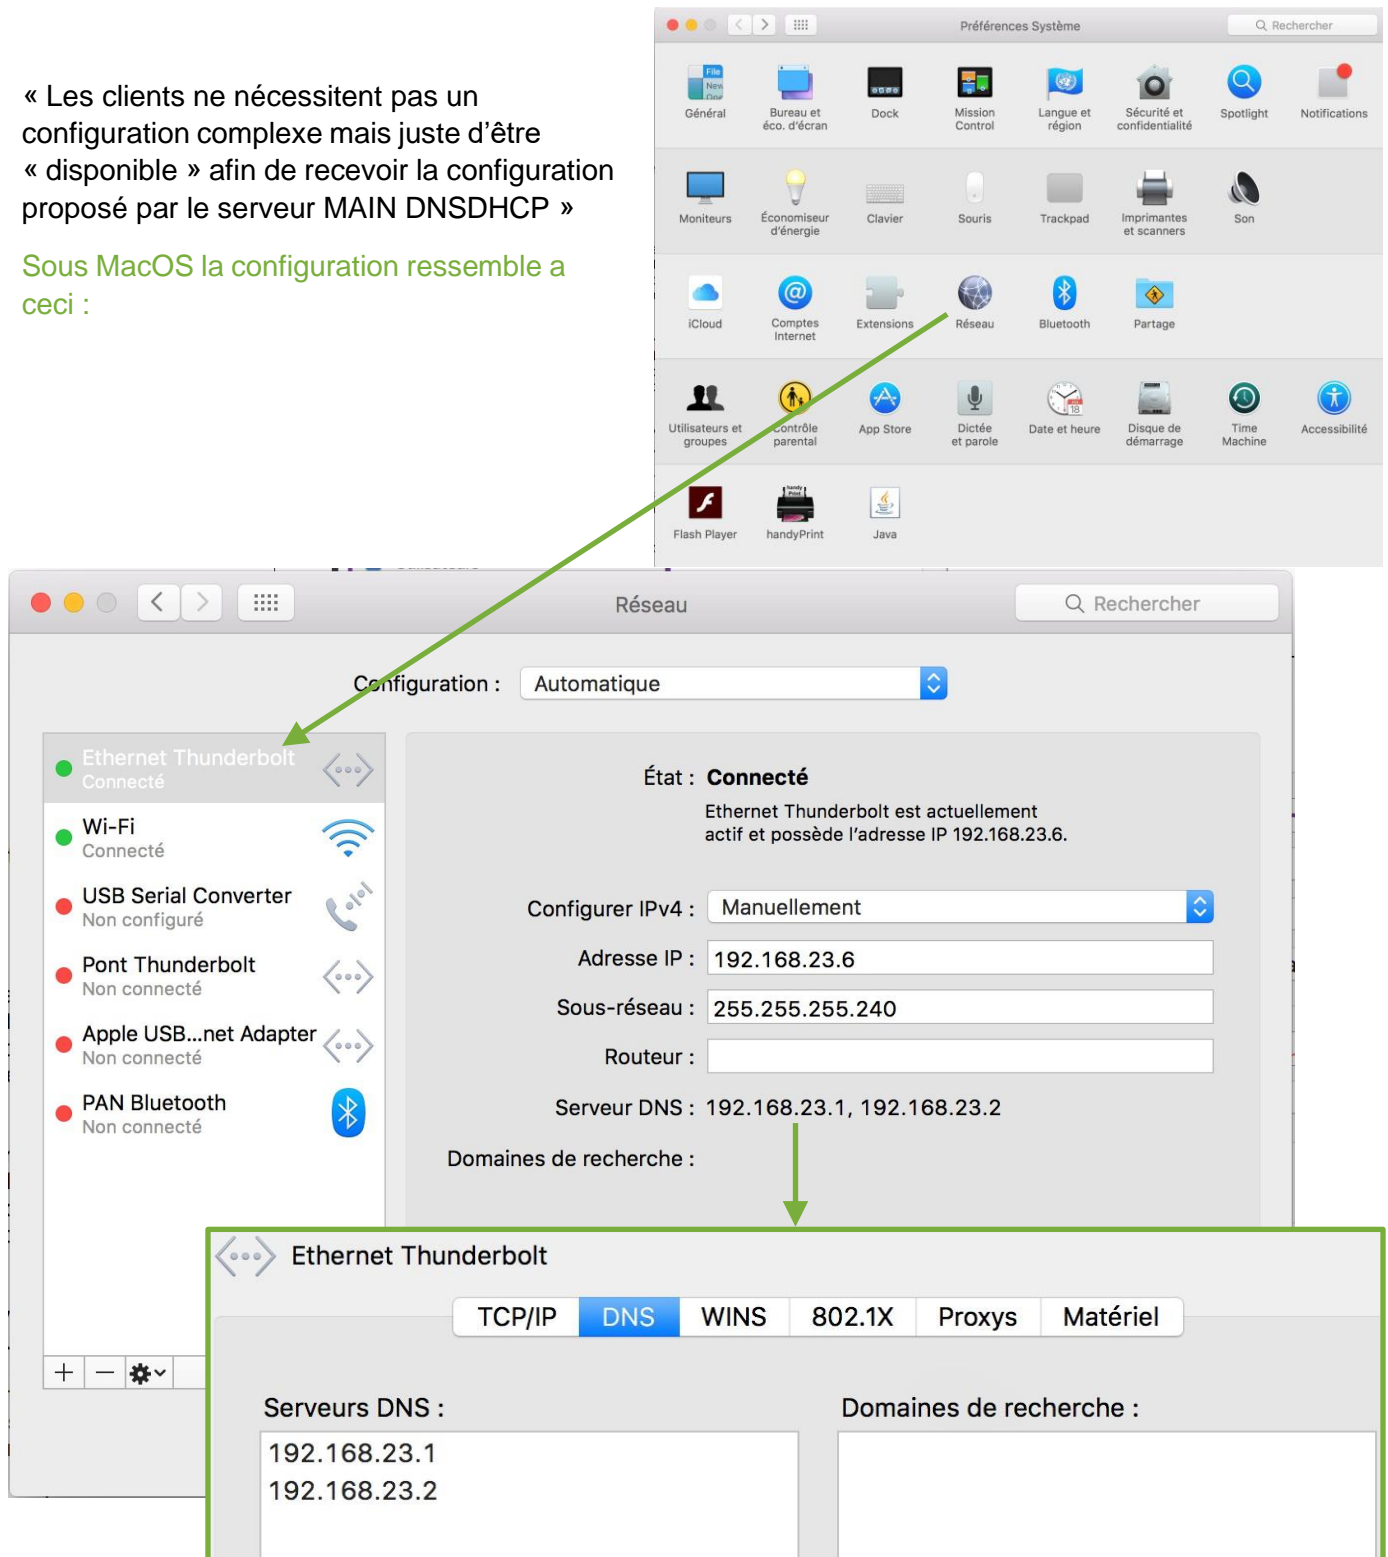 « Les clients ne nécessitent pas un
configuration complexe mais juste d'être
« disponible » afin de recevoir la configuration
proposé par le serveur MAIN DNSDHCP »
Sous MacOS la configuration ressemble a
ceci :
Préférences Système
Rechercher
File
New
Général
Bureau et
éco. d'écran
Dock
Mission
Control
Langue et
région
Sécurité et
confidentialité
Spotlight
Notifications
Moniteurs
Économiseur
d'énergie
Clavier
Souris
Trackpad
Imprimantes
et scanners
Son
iCloud
Comptes
Internet
Extensions
Réseau
Bluetooth
Partage
Utilisateurs et
groupes
Contrôle
parental
App Store
Dictée
et parole
18
Date et heure
Disque de
démarrage
Time
Machine
Accessibilité
Flash Player
handy
Print
handyPrint
Java
Réseau
Rechercher
Configuration : Automatique
Ethernet Thunderbolt
Connecté
Wi-Fi
Connecté
USB Serial Converter
Non configuré
Pont Thunderbolt
Non connecté
Apple USB...net Adapter
Non connecté
PAN Bluetooth
Non connecté
État : Connecté
Ethernet Thunderbolt est actuellement
actif et possède l'adresse IP 192.168.23.6.
Configurer IPv4 : Manuellement
Adresse IP : 192.168.23.6
Sous-réseau : 255.255.255.240
Routeur :
Serveur DNS : 192.168.23.1, 192.168.23.2
Domaines de recherche :
Ethernet Thunderbolt
TCP/IP DNS WINS 802.1X Proxys Matériel
Serveurs DNS :
192.168.23.1
192.168.23.2
Domaines de recherche :